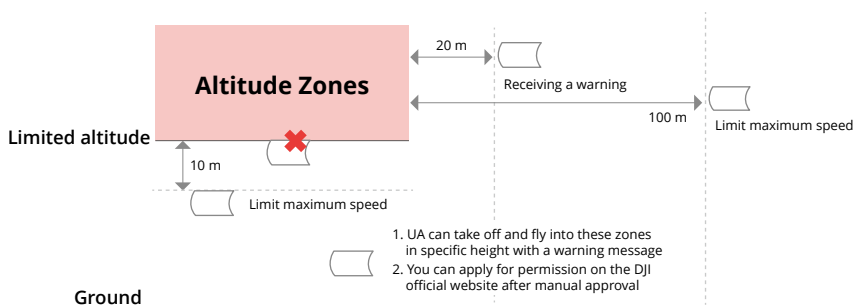 20 m
Altitude Zones
Receiving a warning
100 m
Limit maximum speed
Limited altitude
10 m
Limit maximum speed
1. UA can take off and fly into these zones
in specific height with a warning message
2. You can apply for permission on the DJI
official website after manual approval
Ground